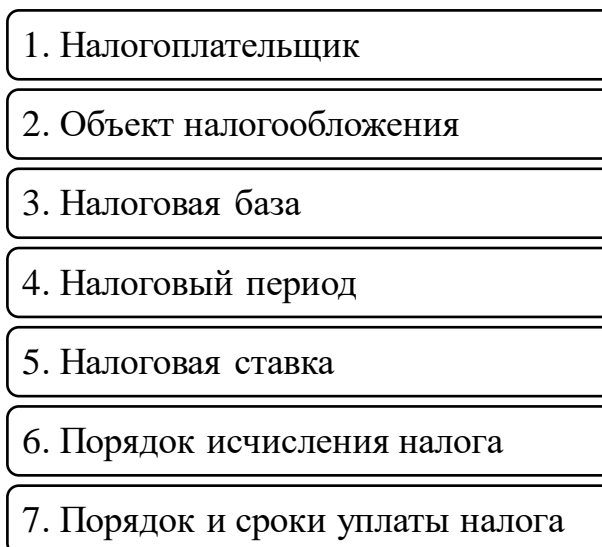 1. Налогоплательщик
2. Объект налогообложения
3. Налоговая база
4. Налоговый период
5. Налоговая ставка
6. Порядок исчисления налога
7. Порядок и сроки уплаты налога